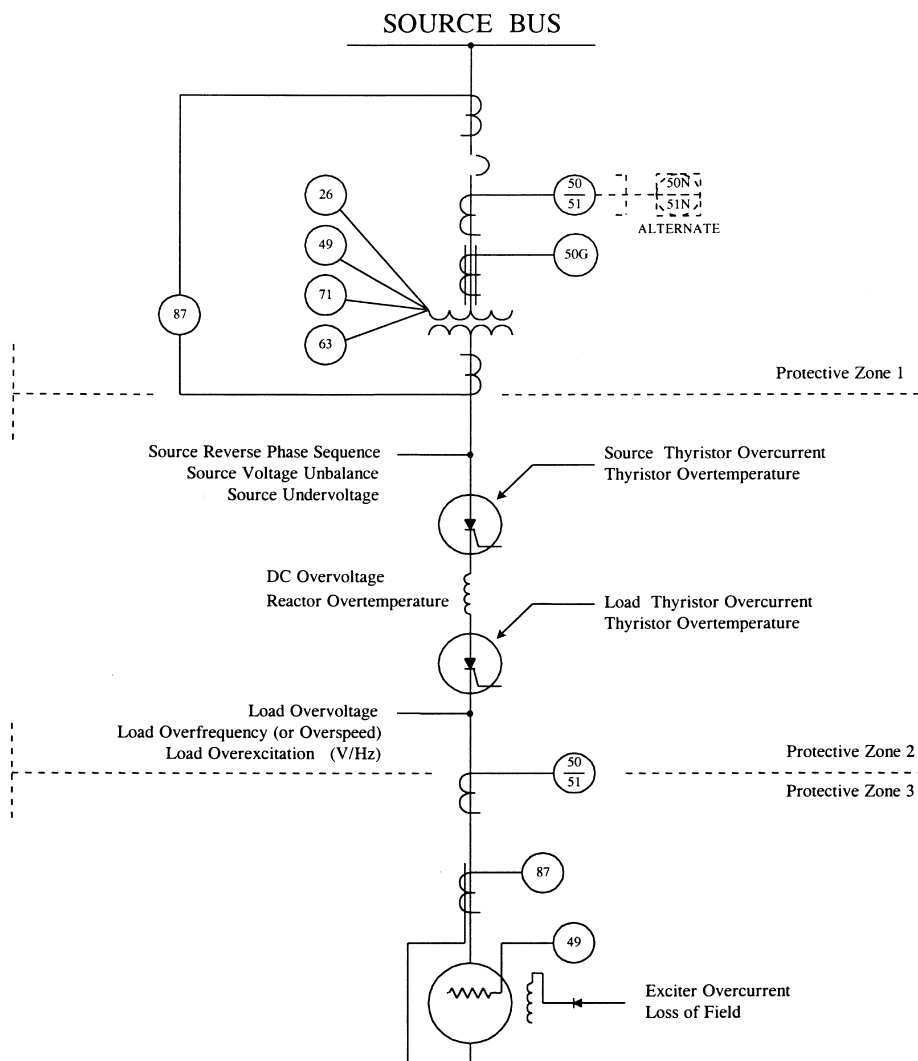 SOURCE BUS
50
51
50N
51N
ALTERNATE
26
49
50G
71
87
63
Protective Zone 1
Source Reverse Phase Sequence
Source Voltage Unbalance
Source Undervoltage
Source Thyristor Overcurrent
Thyristor Overtemperature
DC Overvoltage
Reactor Overtemperature
Load Thyristor Overcurrent
Thyristor Overtemperature
Load Overvoltage
Load Overfrequency (or Overspeed)
Load Overexcitation (V/Hz)
Protective Zone 2
50
51
Protective Zone 3
87
49
Exciter Overcurrent
Loss of Field